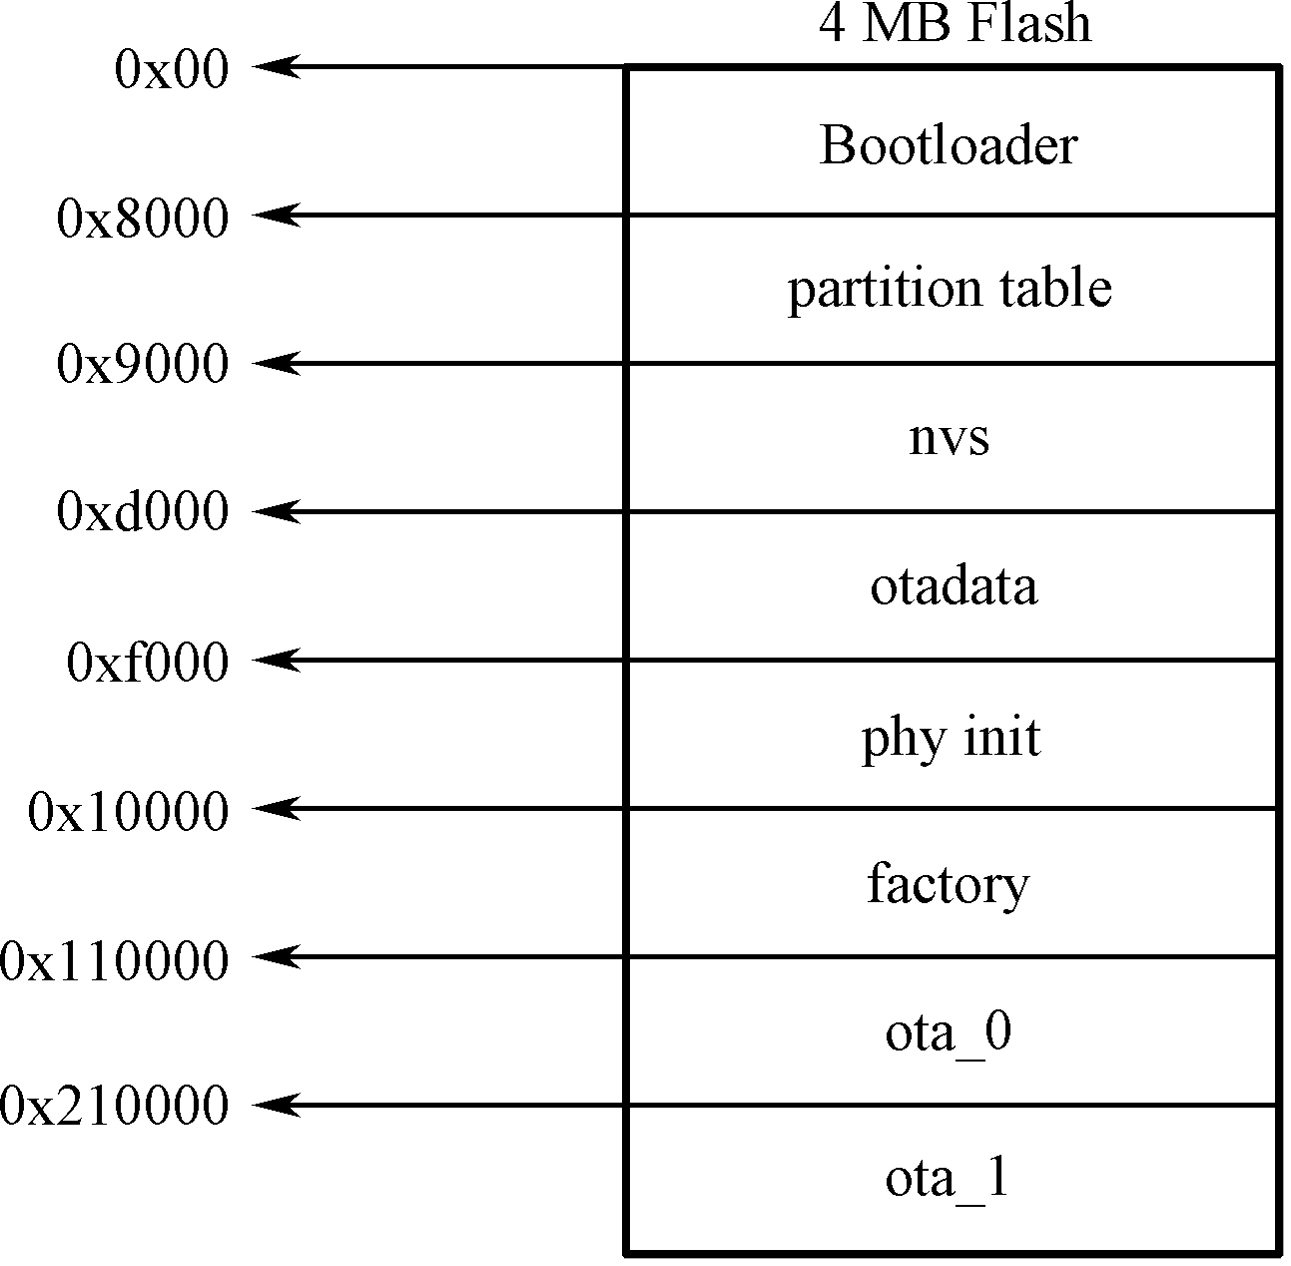 4 MB Flash
0x00
Bootloader
0x8000
partition table
0x9000
nvs
0xd000
otadata
0xf000
phy init
0x10000
factory
0x110000
ota_0
0x210000
ota_1